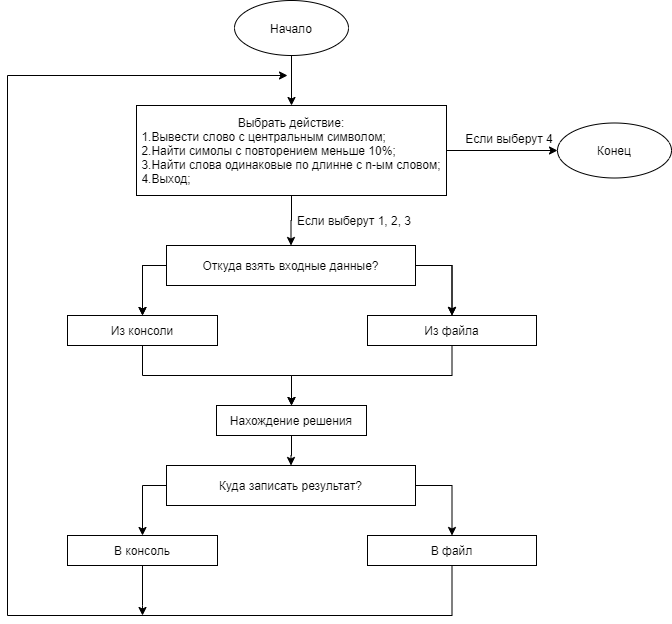 Начало
Выбрать действие:
1.Вывести слово с центральным символом;
2.Найти симолы с повторением меньше 10%;
3.Найти слова одинаковые по длинне с n-ым словом;
4.Выход;
Если выберут 4
Конец
Если выберут 1, 2, 3
Откуда взять входные данные?
Из консоли
Из файла
Нахождение решения
Куда записать результат?
В консоль
В файл